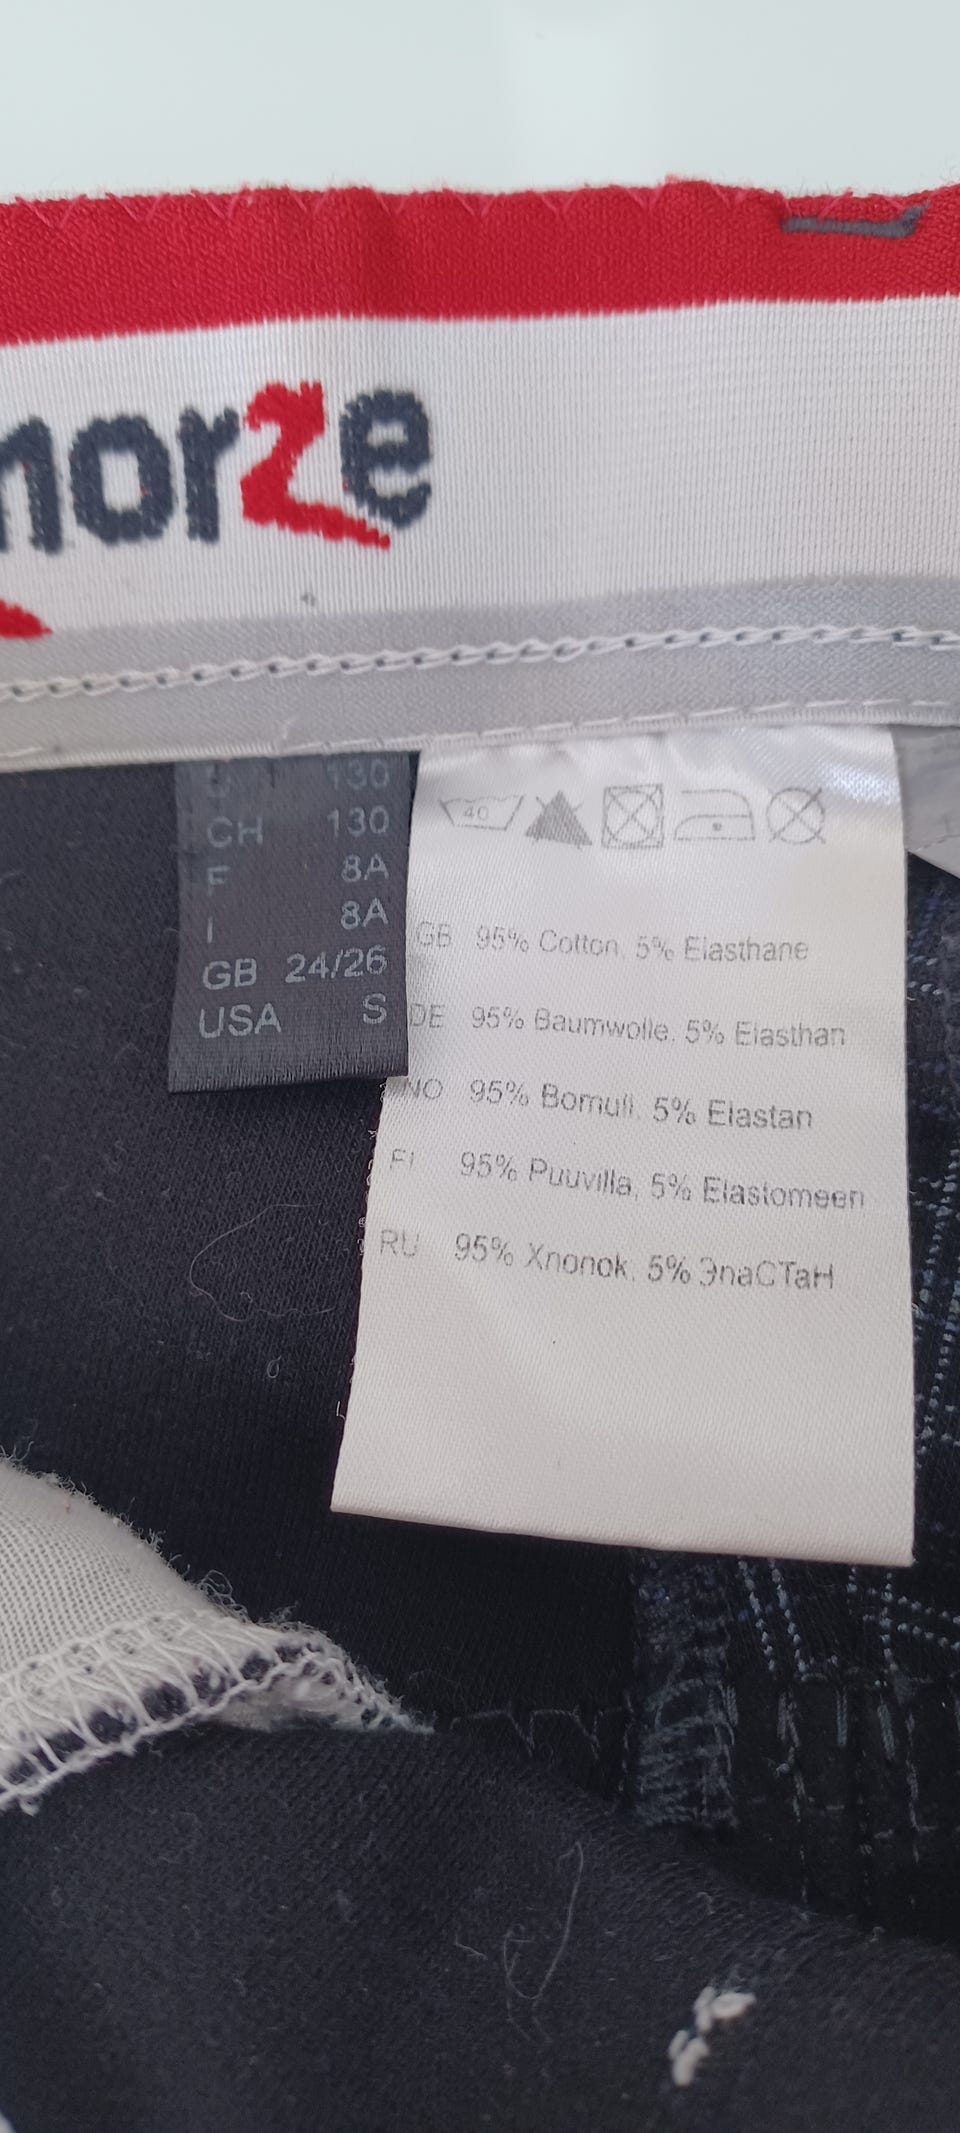 norze
130
CH 130
F 8A
I 8A
GB 24/26
USA S
40
GB 95% Cotton, 5% Elasthane
DE 95% Baumwolle, 5% Elasthan
NO 95% Bomull, 5% Elastan
FI 95% Puuvilla, 5% Elastomeen
RU 95% Xnonok, 5% ЭnaCTaH